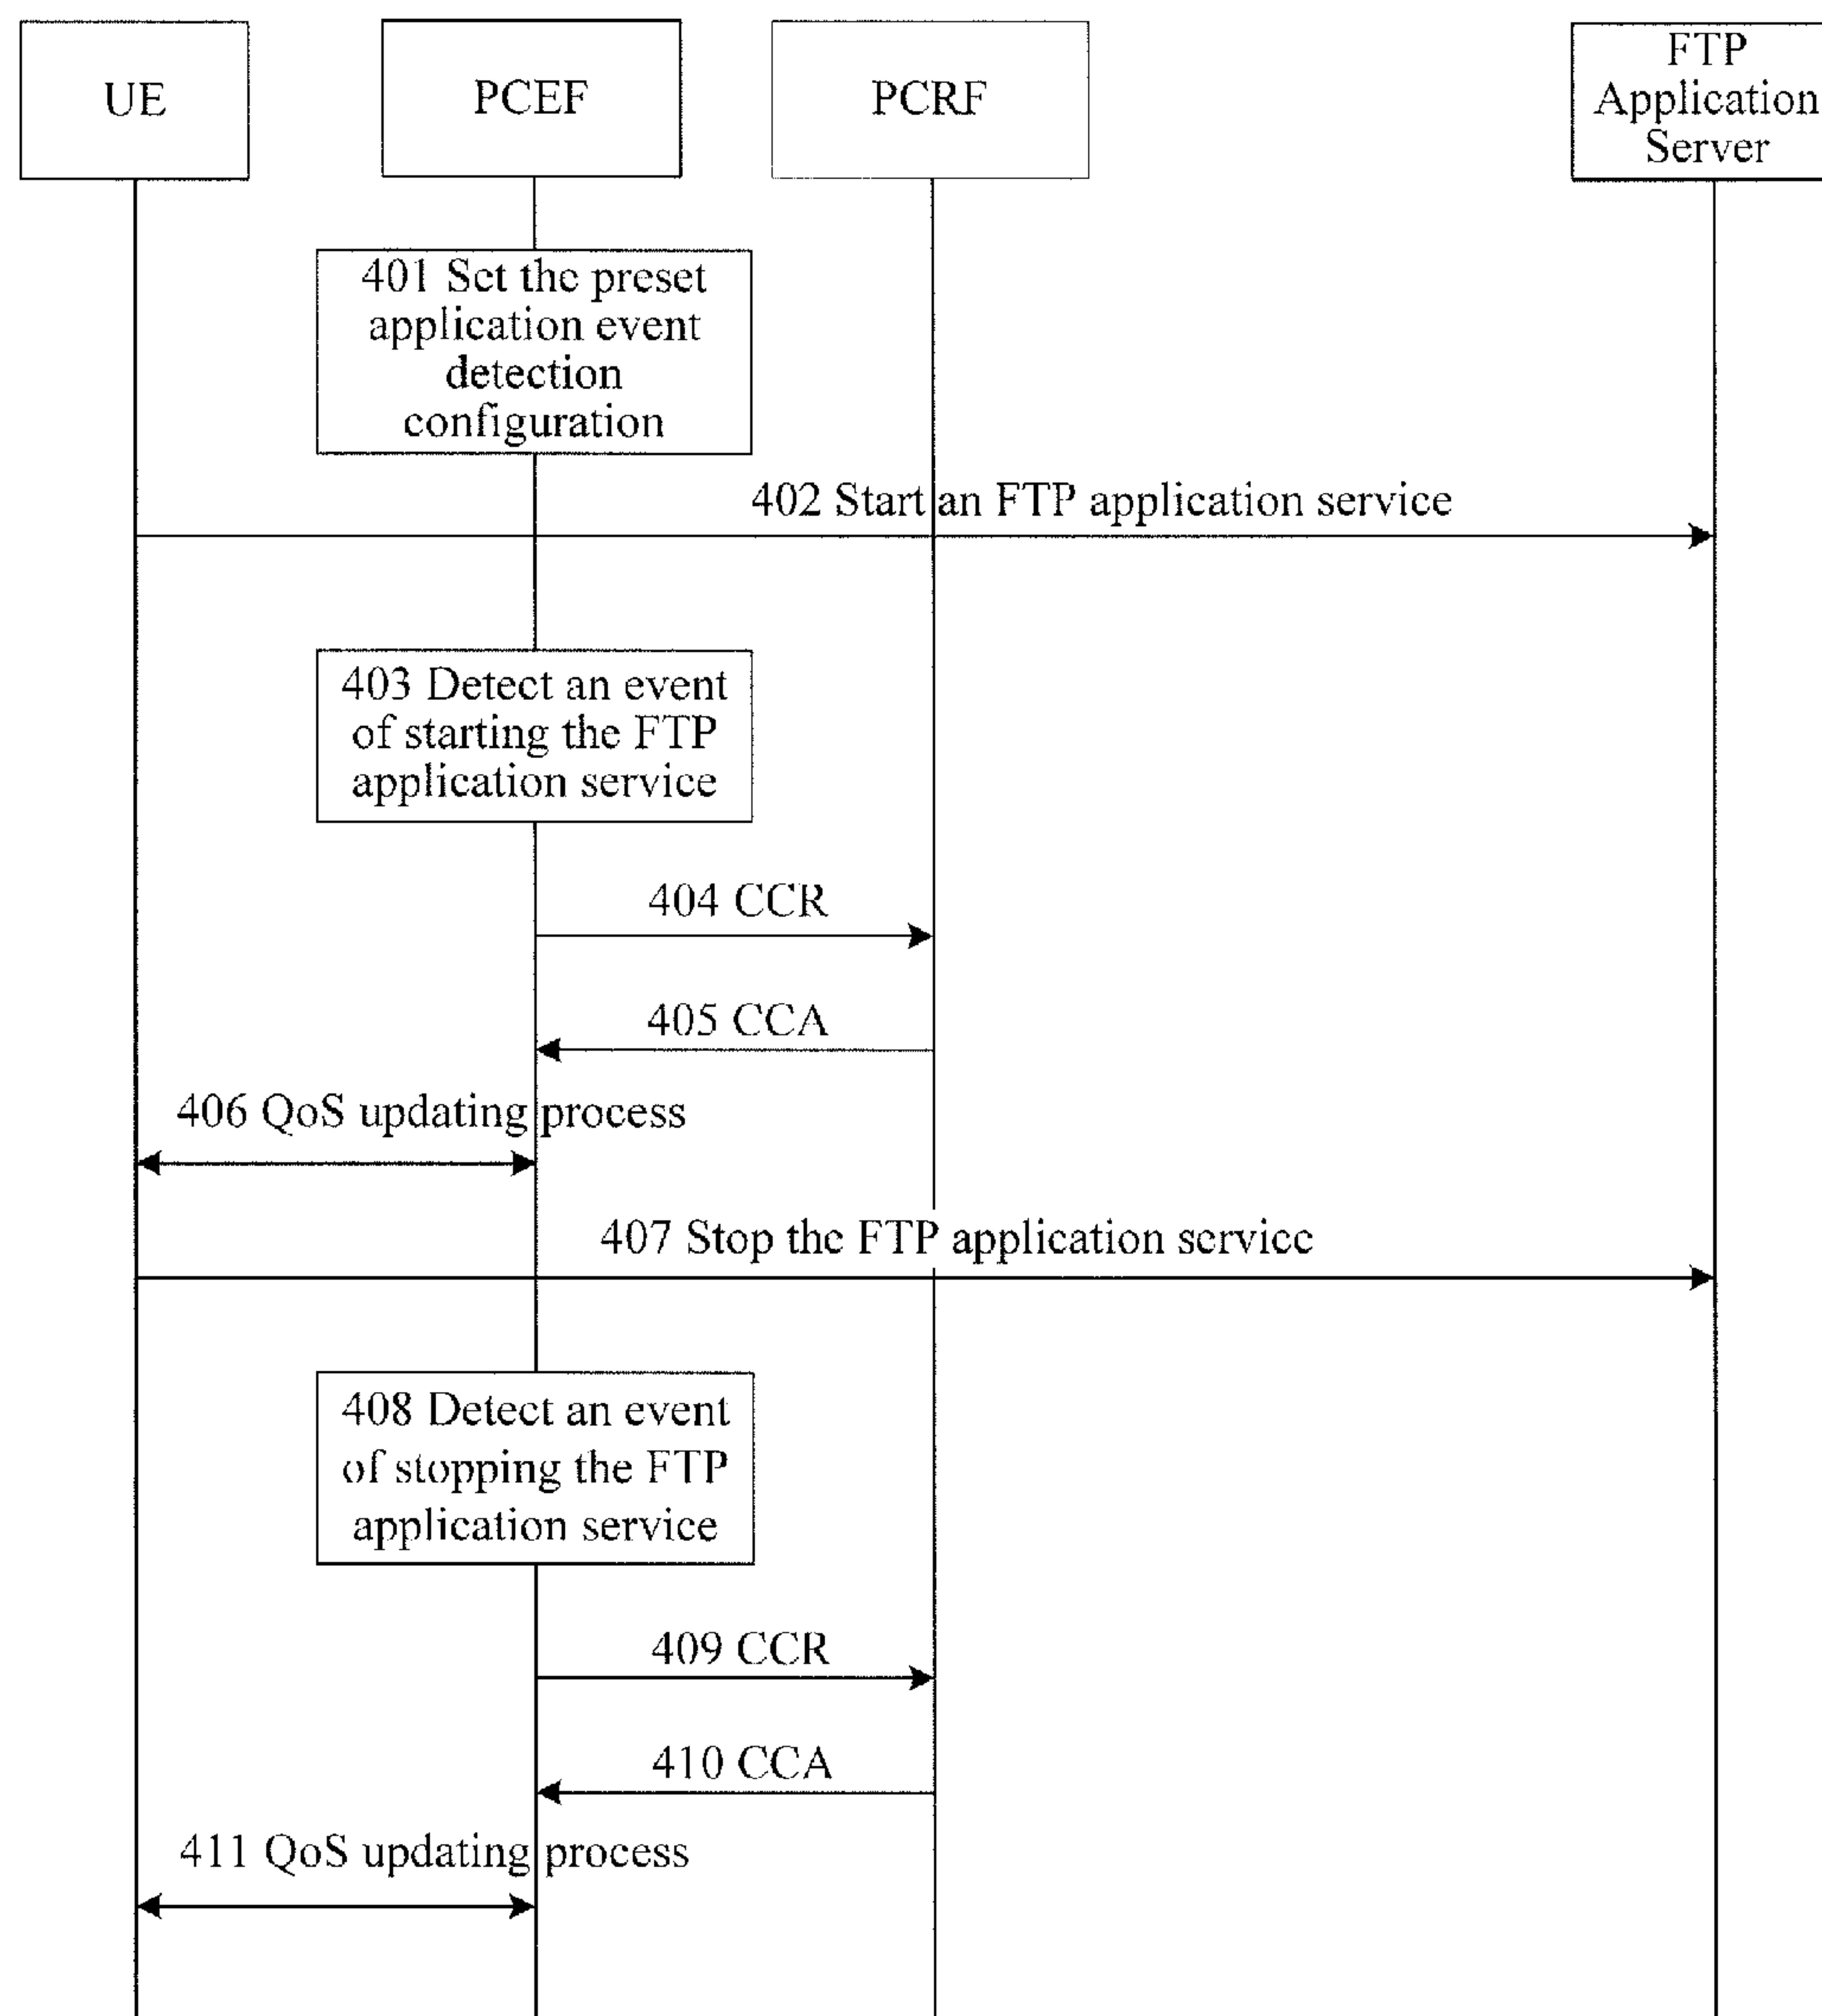 UE
PCEF
PCRF
FTP
Application
Server
401 Set the preset
application event
detection
configuration
402 Start an FTP application service
403 Detect an event
of starting the FTP
application service
404 CCR
405 CCA
406 QoS updating process
407 Stop the FTP application service
408 Detect an event
of stopping the FTP
application service
409 CCR
410 CCA
411 QoS updating process